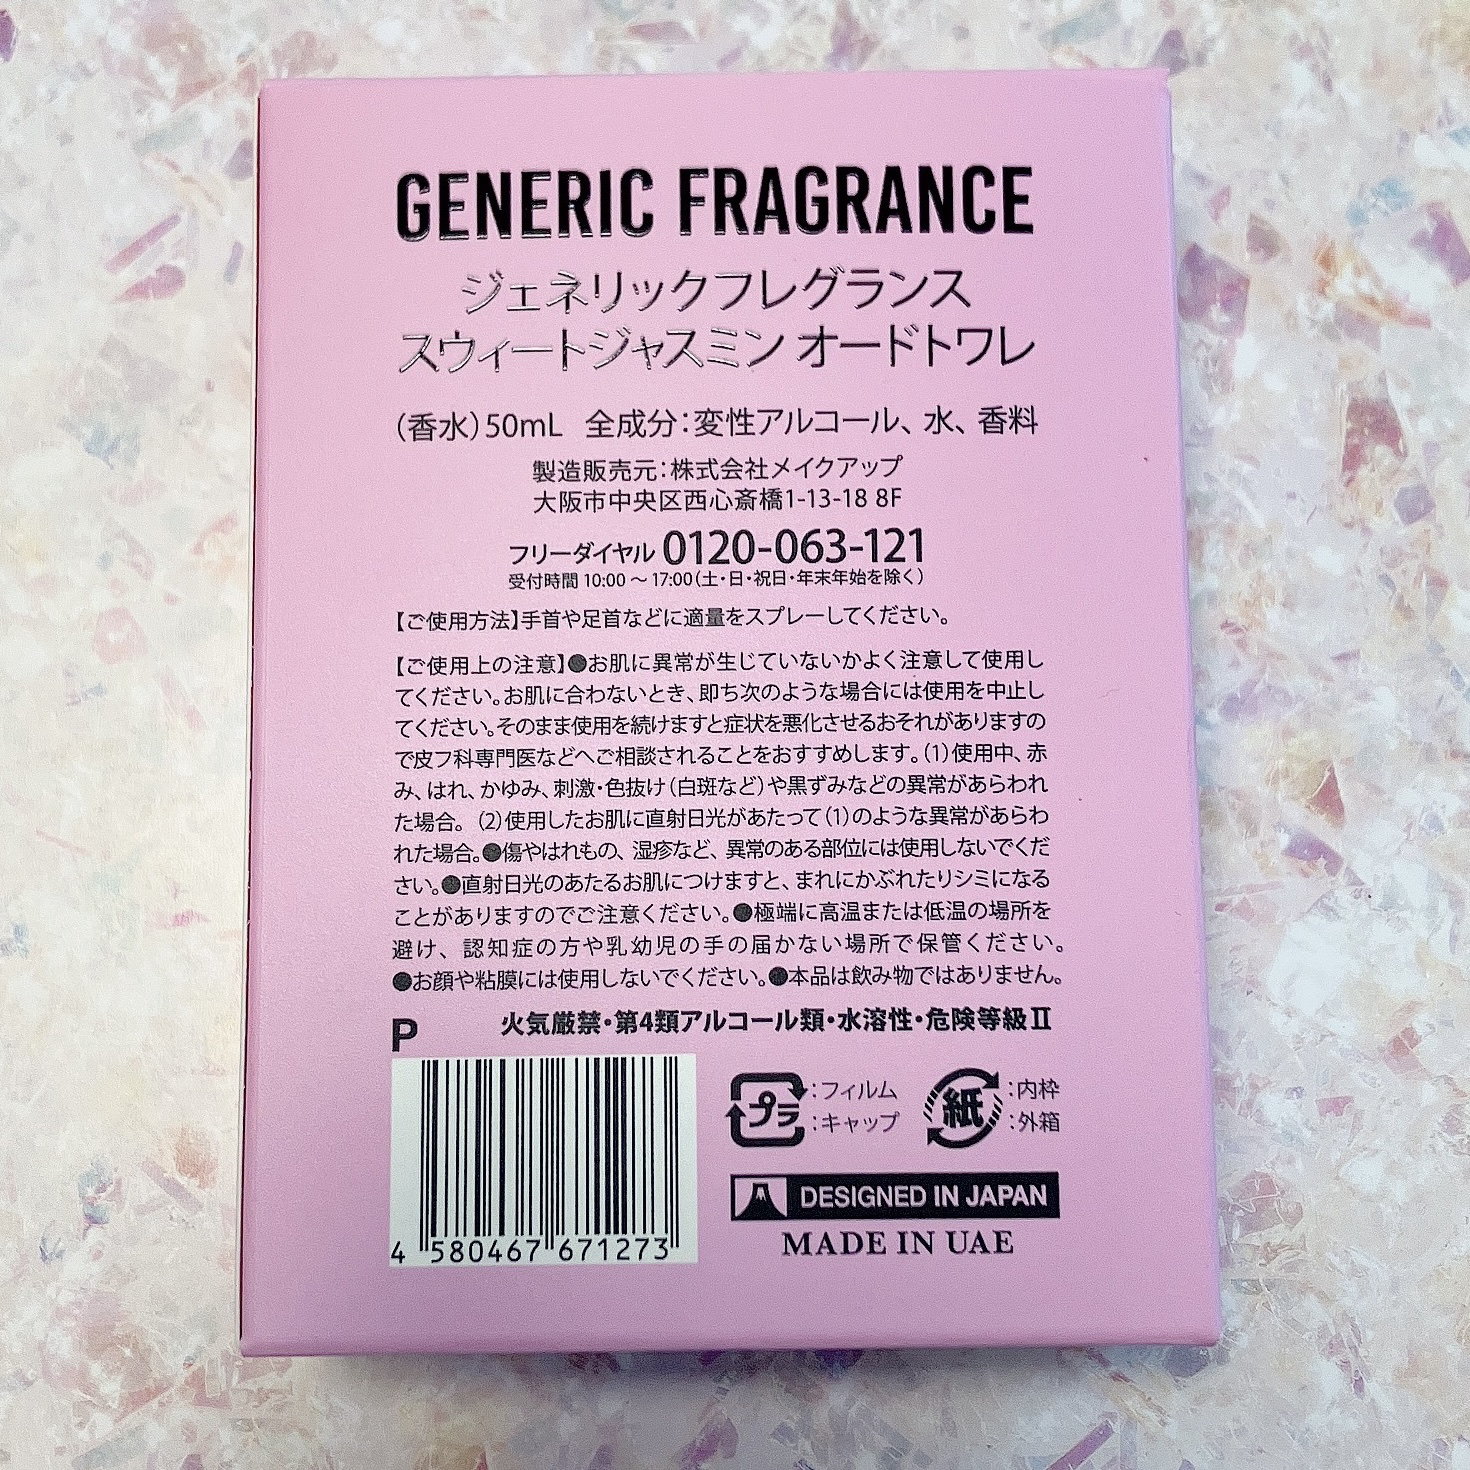 GENERIC FRAGRANCE
ジェネリックフレグランス
スウィートジャスミン オードトワレ
（香水）50mL 全成分：変性アルコール、水、香料
製造販売元：株式会社メイクアップ
大阪市中央区西心斎橋1-13-18 8F
フリーダイヤル 0120-063-121
受付時間 10:00 ～ 17:00（土・日・祝日・年末年始を除く）
【ご使用方法】手首や足首などに適量をスプレーしてください。
【ご使用上の注意】●お肌に異常が生じていないかよく注意して使用し
てください。お肌に合わないとき、即ち次のような場合には使用を中止し
てください。そのまま使用を続けますと症状を悪化させるおそれがありますの
で皮フ科専門医などへご相談されることをおすすめします。（1）使用中、赤
み、はれ、かゆみ、刺激・色抜け（白斑など）や黒ずみなどの異常があらわれ
た場合。（2）使用したお肌に直射日光があたって（1）のような異常があらわ
れた場合。●傷やはれもの、湿疹など、異常のある部位には使用しないでくだ
さい。●直射日光のあたるお肌につけますと、まれにかぶれたりシミになる
ことがありますのでご注意ください。●極端に高温または低温の場所を
避け、認知症の方や乳幼児の手の届かない場所で保管ください。
●お顔や粘膜には使用しないでください。●本品は飲み物ではありません。
P 火気厳禁・第4類アルコール類・水溶性・危険等級Ⅱ
プラ：フィルム ：キャップ
紙：内枠 ：外箱
DESIGNED IN JAPAN
MADE IN UAE
4 580467 671273